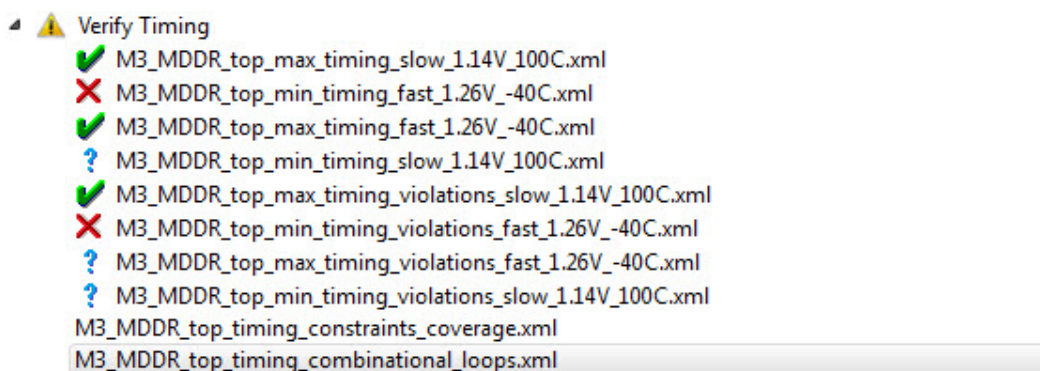 Verify Timing
M3_MDDR_top_max_timing_slow_1.14V_100C.xml
M3_MDDR_top_min_timing_fast_1.26V_-40C.xml
M3_MDDR_top_max_timing_fast_1.26V_-40C.xml
M3_MDDR_top_min_timing_slow_1.14V_100C.xml
M3_MDDR_top_max_timing_violations_slow_1.14V_100C.xml
M3_MDDR_top_min_timing_violations_fast_1.26V_-40C.xml
M3_MDDR_top_max_timing_violations_fast_1.26V_-40C.xml
M3_MDDR_top_min_timing_violations_slow_1.14V_100C.xml
M3_MDDR_top_timing_constraints_coverage.xml
M3_MDDR_top_timing_combinational_loops.xml